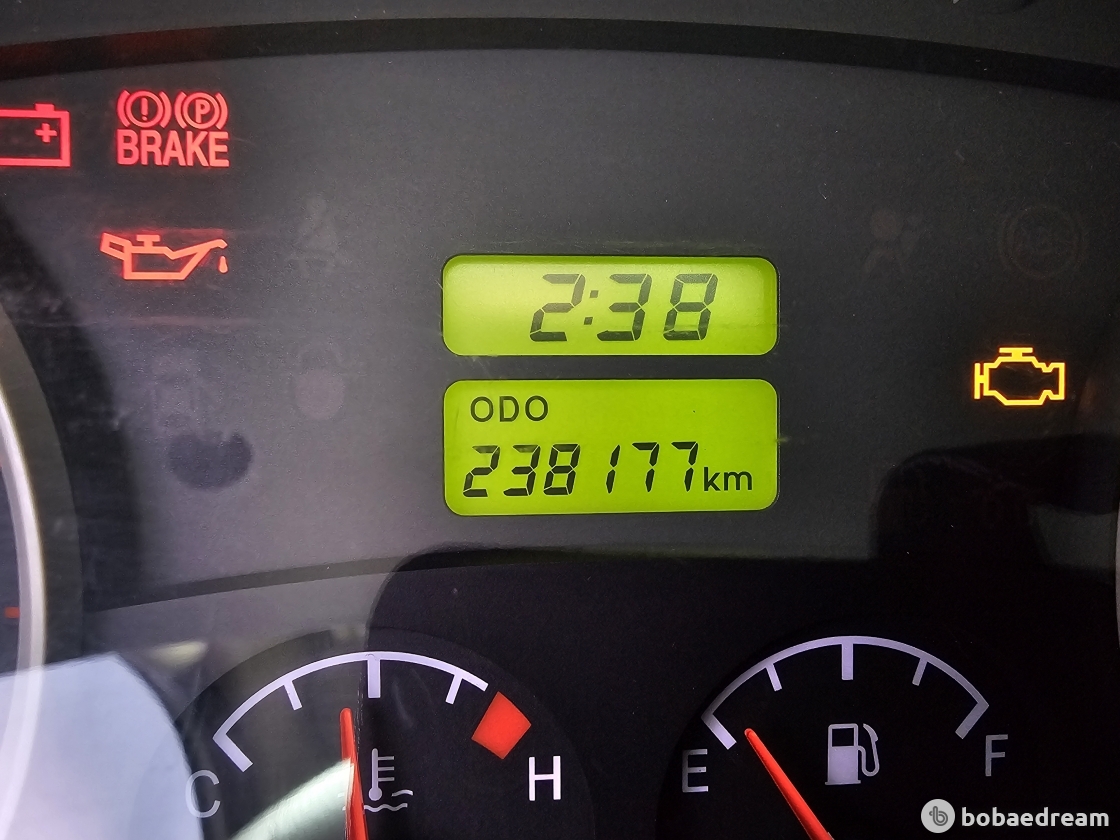 BRAKE
2:38
ODO
238177km
C
H
E
F
bobaedream